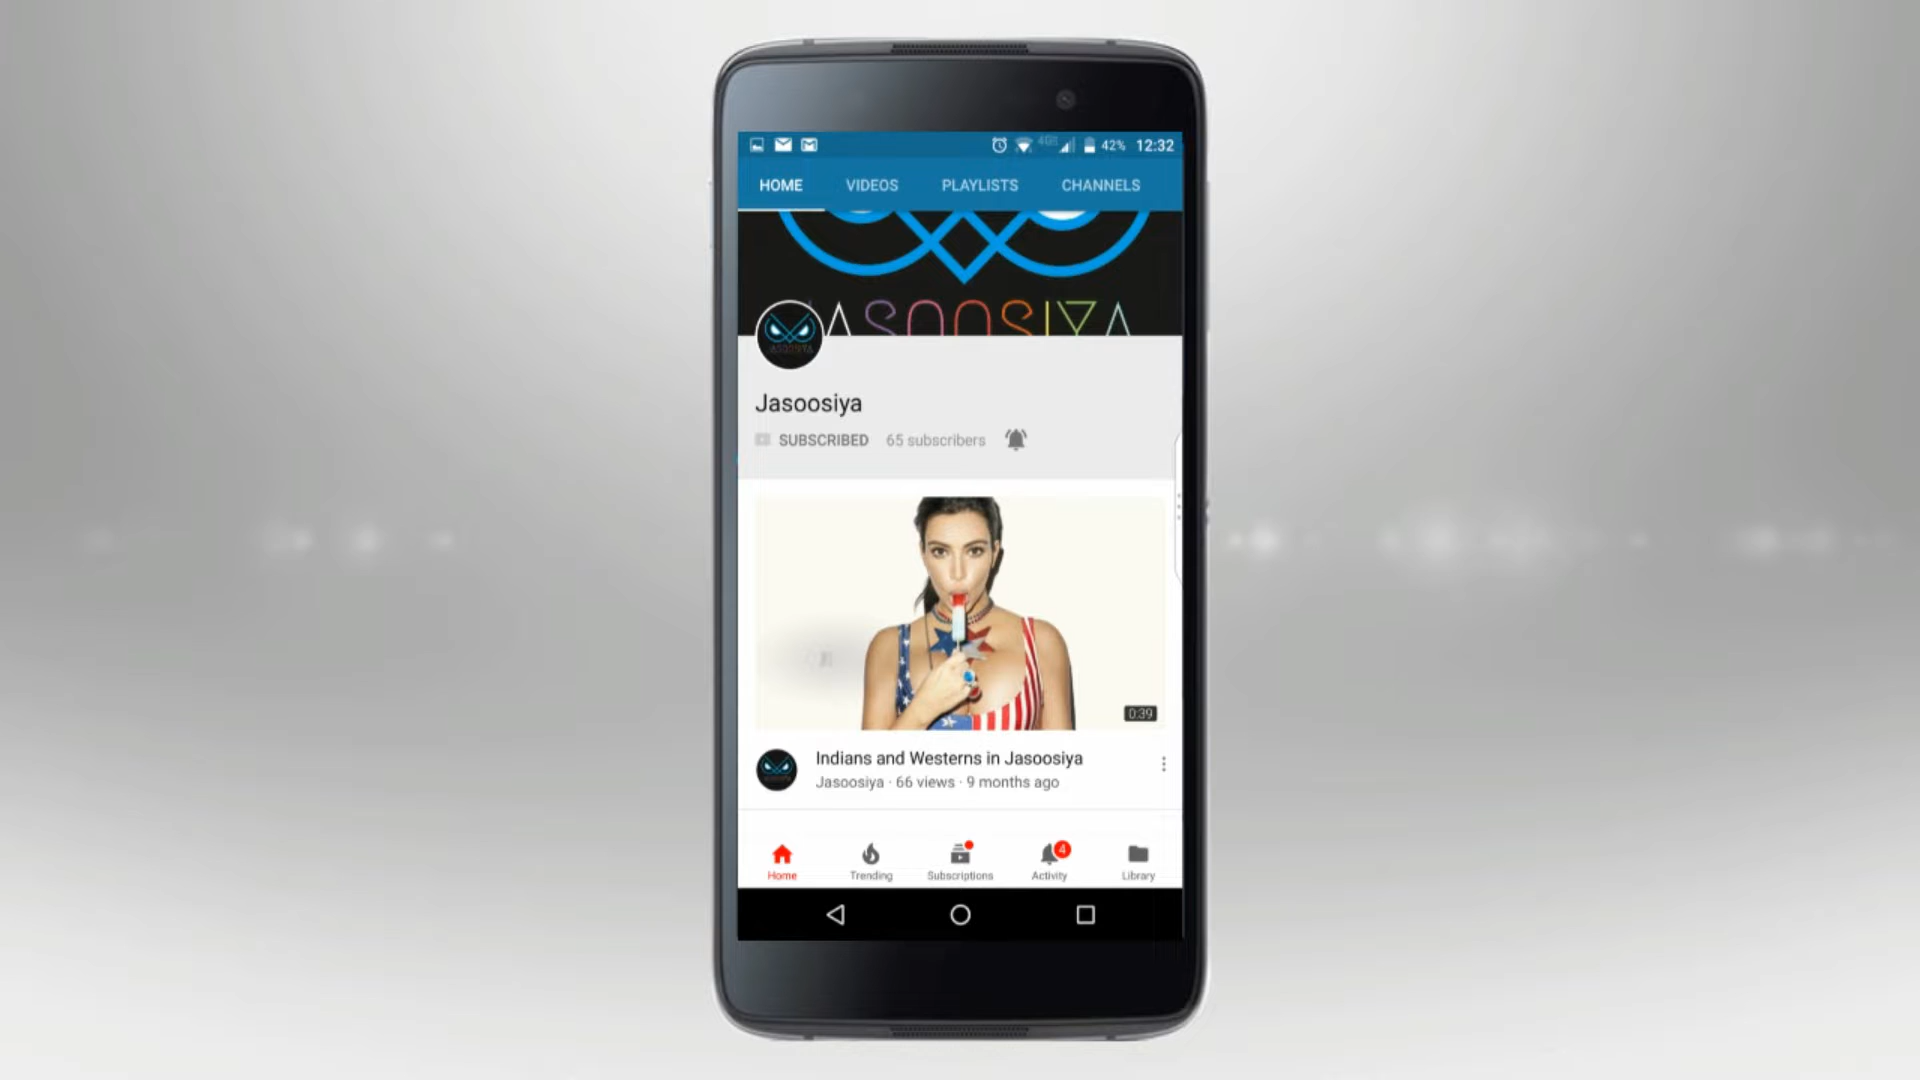 42% 12:32
HOME VIDEOS PLAYLISTS CHANNELS
JASOOSIYA
Jasoosiya
SUBSCRIBED 65 subscribers
0:39
Indians and Westerns in Jasoosiya
Jasoosiya · 66 views · 9 months ago
4
Home Trending Subscriptions Activity Library